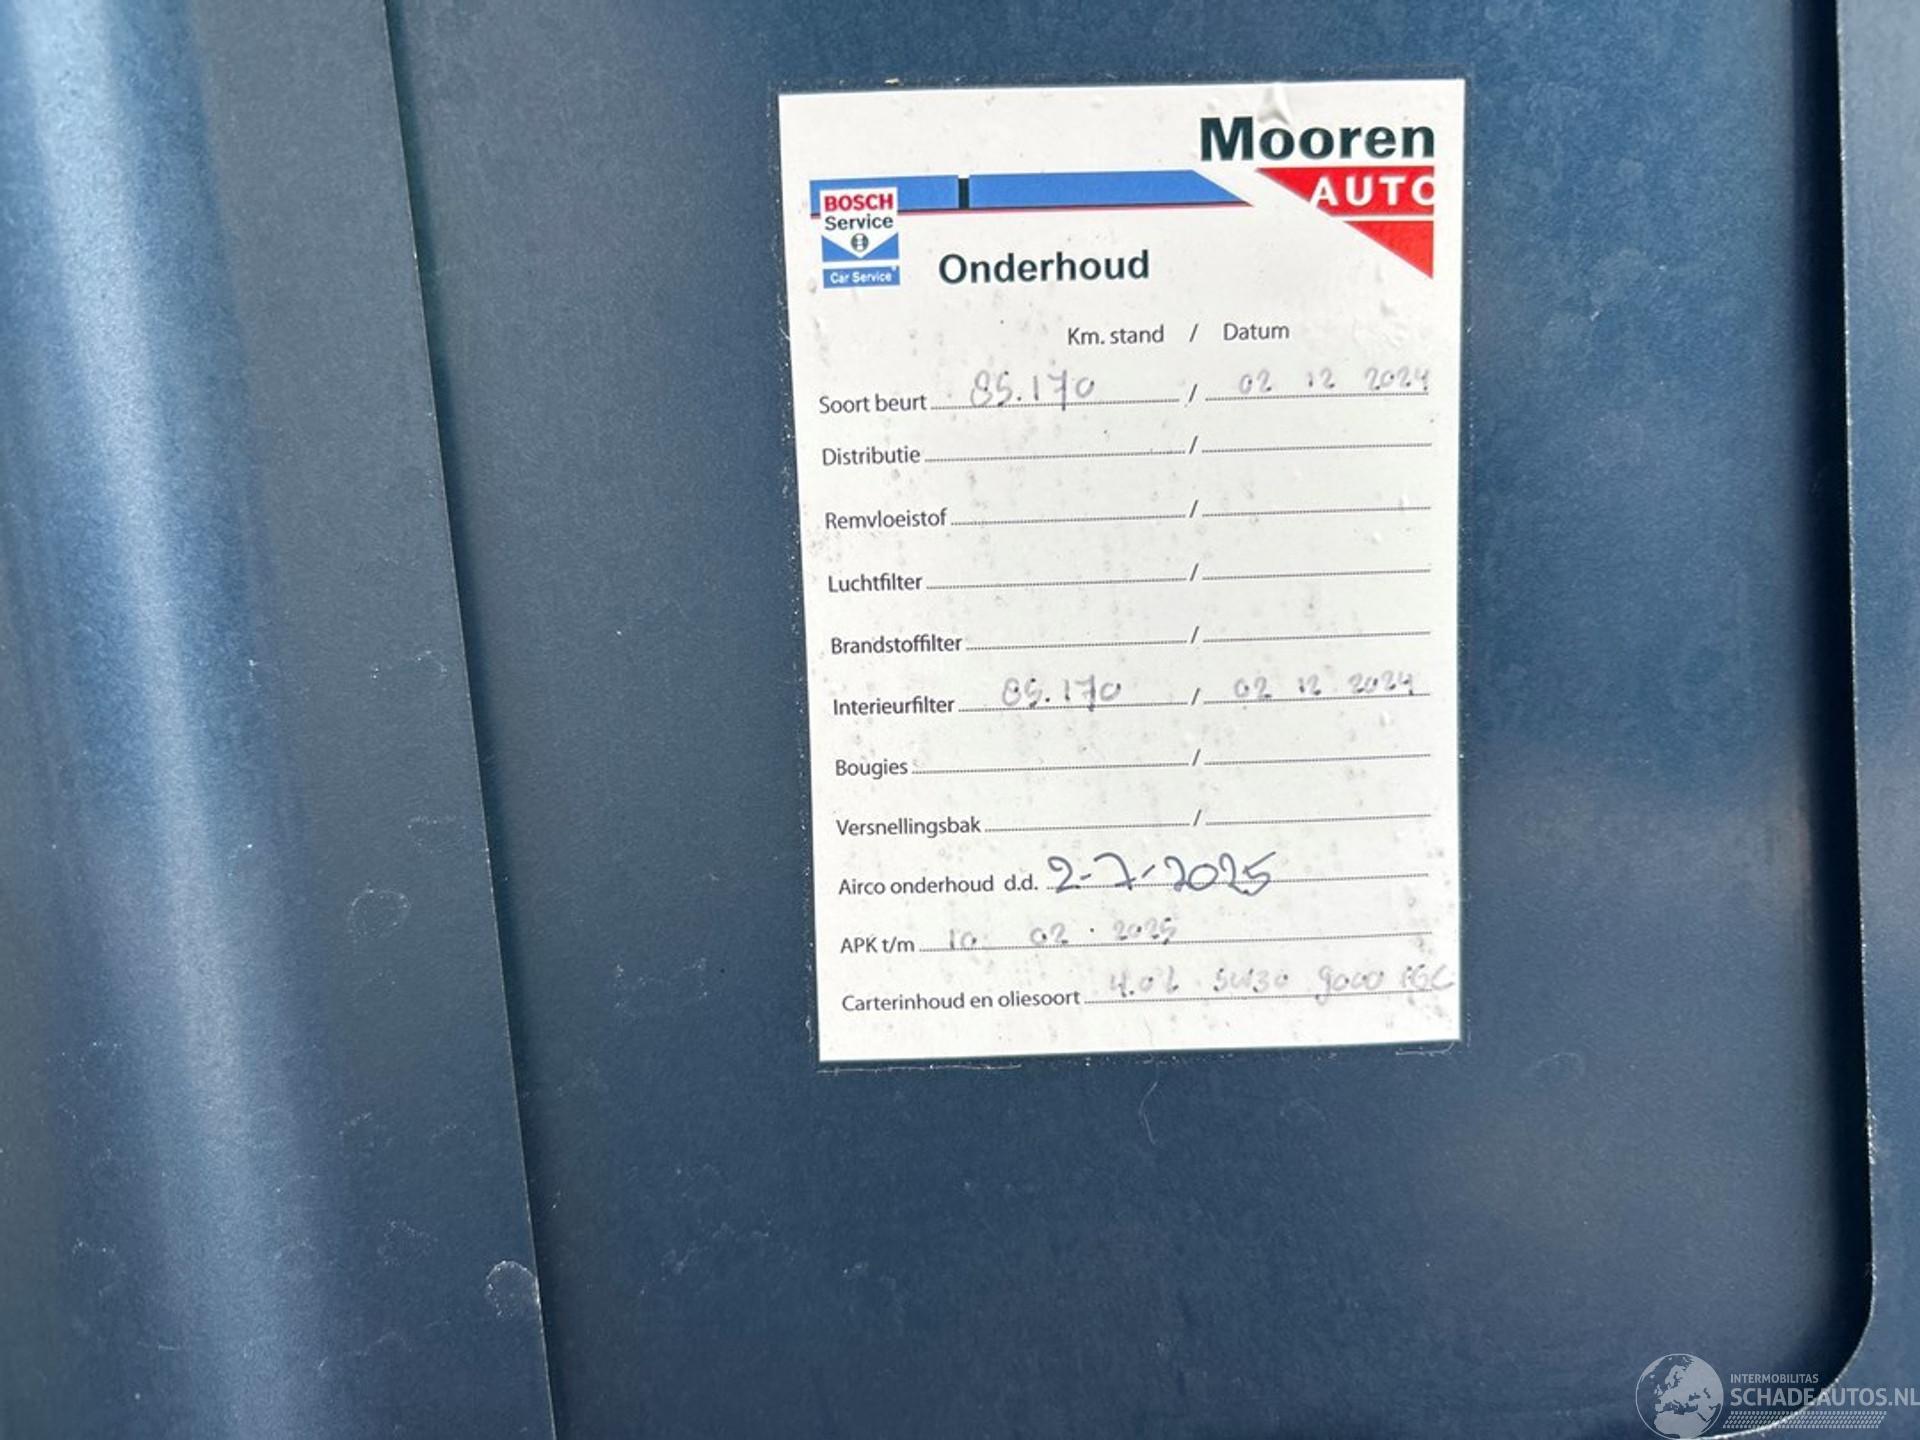 Mooren
AUTO
BOSCH
Service
Car Service
Onderhoud
Km. stand / Datum
Soort beurt 85.170 / 02 12 2024
Distributie /
Remvloeistof /
Luchtfilter /
Brandstoffilter /
Interieurfilter 85.170 / 02 12 2024
Bougies /
Versnellingsbak /
Airco onderhoud d.d. 2-7-2025
APK t/m 10 02 . 2025
Carterinhoud en oliesoort 4.0L 5W30 9000
INTERMOBILITAS
SCHADEAUTOS.NL